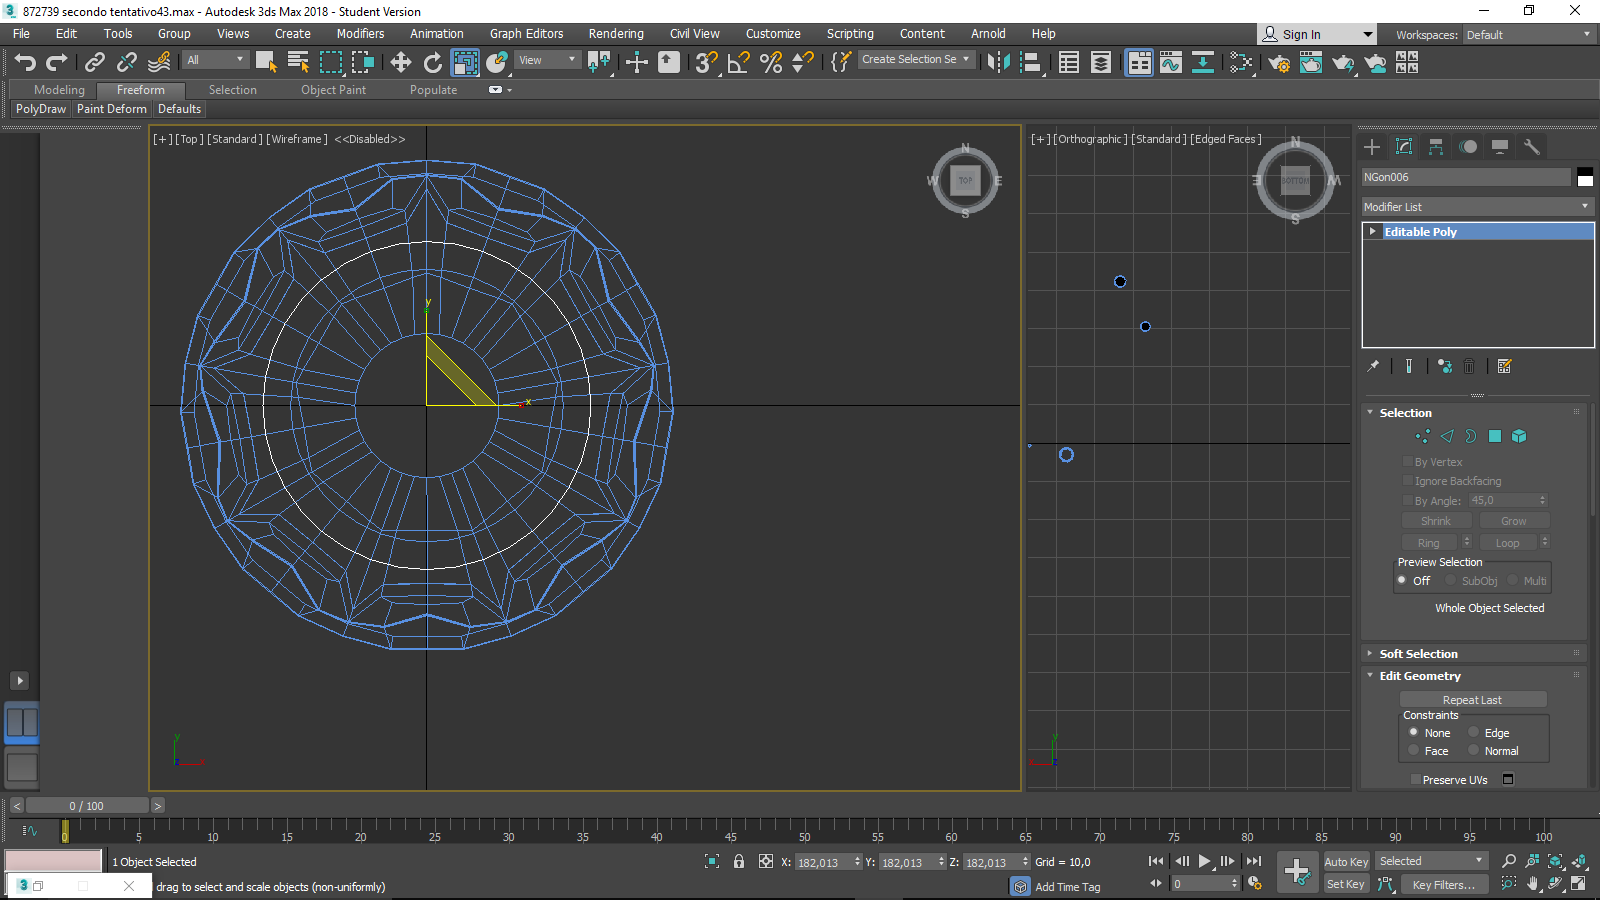 872739 secondo tentativo43.max - Autodesk 3ds Max 2018 - Student Version
File Edit Tools Group Views Create Modifiers Animation Graph Editors Rendering Civil View Customize Scripting Content Arnold Help Sign In Workspaces: Default
All View Create Selection Se
Modeling Freeform Selection Object Paint Populate
PolyDraw Paint Deform Defaults
[+] [Top] [Standard] [Wireframe] <<Disabled>>
[+] [Orthographic] [Standard] [Edged Faces]
N
W TOP E
S
N
E BOTTOM W
S
y
x
y
y
NGon006
Modifier List
Editable Poly
Selection
By Vertex
Ignore Backfacing
By Angle: 45,0
Shrink Grow
Ring Loop
Preview Selection
Off SubObj Multi
Whole Object Selected
Soft Selection
Edit Geometry
Repeat Last
Constraints
None Edge
Face Normal
Preserve UVs
< 0 / 100 >
0 5 10 15 20 25 30 35 40 45 50 55 60 65 70 75 80 85 90 95 100
1 Object Selected X: 182,013 Y: 182,013 Z: 182,013 Grid = 10,0 Auto Key Selected
drag to select and scale objects (non-uniformly) Add Time Tag 0 Set Key Key Filters...